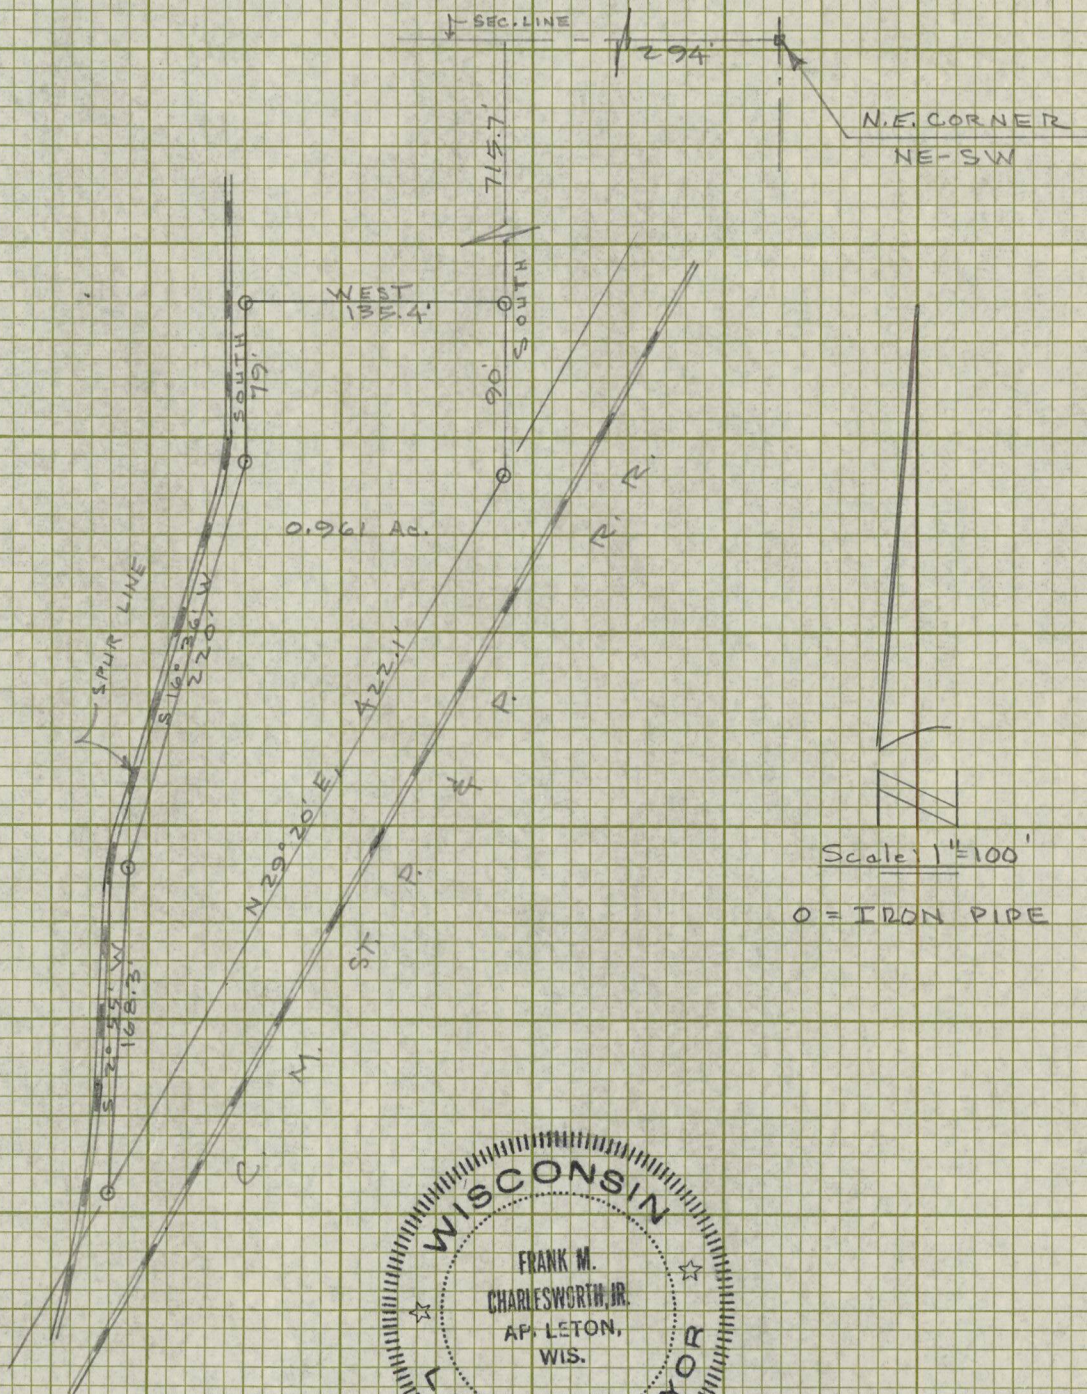 SEC. LINE
294'
N.E. CORNER
NE-SW
715.7'
SOUTH
90'
WEST
135.4'
SOUTH
79'
0.961 Ac.
SPUR LINE
S 16° 36' W
220'
N 29° 20' E
422.1'
S 2° 55' W
168.3'
C. M. ST. P. & P. R. R.
Scale: 1"=100'
O = IRON PIPE
WISCONSIN
FRANK M.
CHARLESWORTH, JR.
AP. LETON,
WIS.